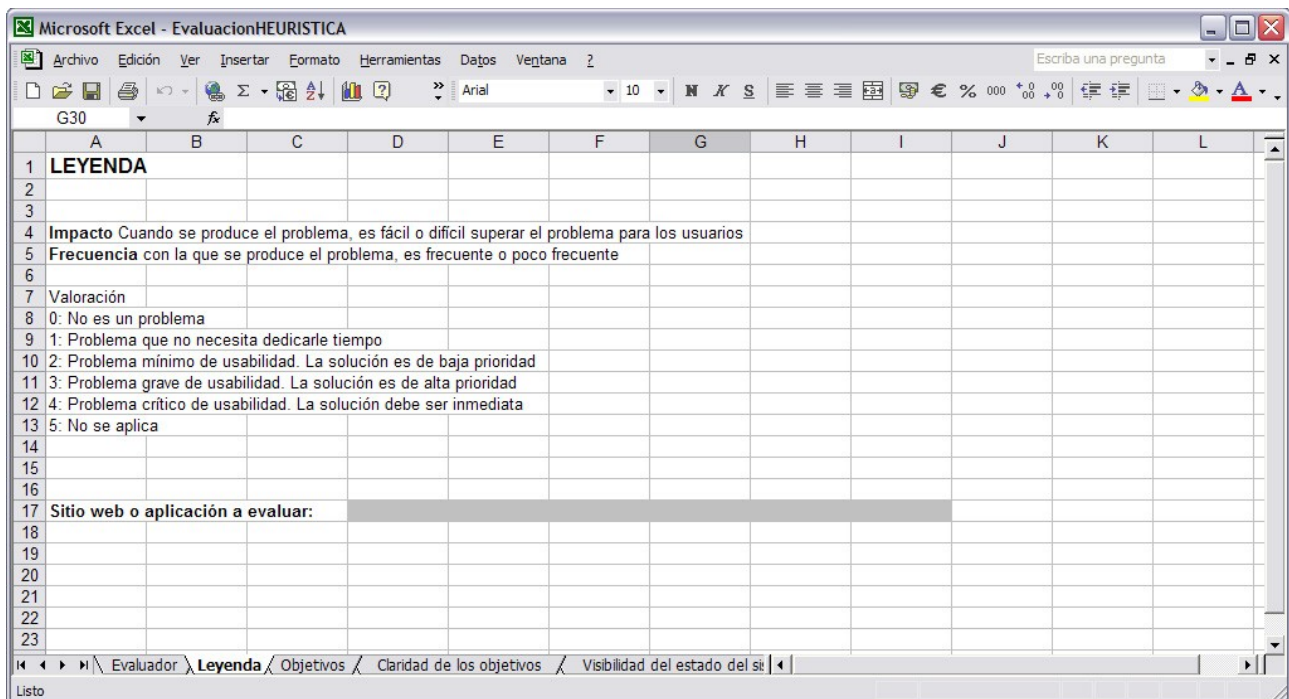 Microsoft Excel - EvaluacionHEURISTICA
Archivo Edición Ver Insertar Formato Herramientas Datos Ventana ? Escriba una pregunta
Arial 10 N K S € % 000
G30 fx
A B C D E F G H I J K L
1 LEYENDA
2
3
4 Impacto Cuando se produce el problema, es fácil o difícil superar el problema para los usuarios
5 Frecuencia con la que se produce el problema, es frecuente o poco frecuente
6
7 Valoración
8 0: No es un problema
9 1: Problema que no necesita dedicarle tiempo
10 2: Problema mínimo de usabilidad. La solución es de baja prioridad
11 3: Problema grave de usabilidad. La solución es de alta prioridad
12 4: Problema crítico de usabilidad. La solución debe ser inmediata
13 5: No se aplica
14
15
16
17 Sitio web o aplicación a evaluar:
18
19
20
21
22
23
Evaluador Leyenda Objetivos Claridad de los objetivos Visibilidad del estado del
Listo